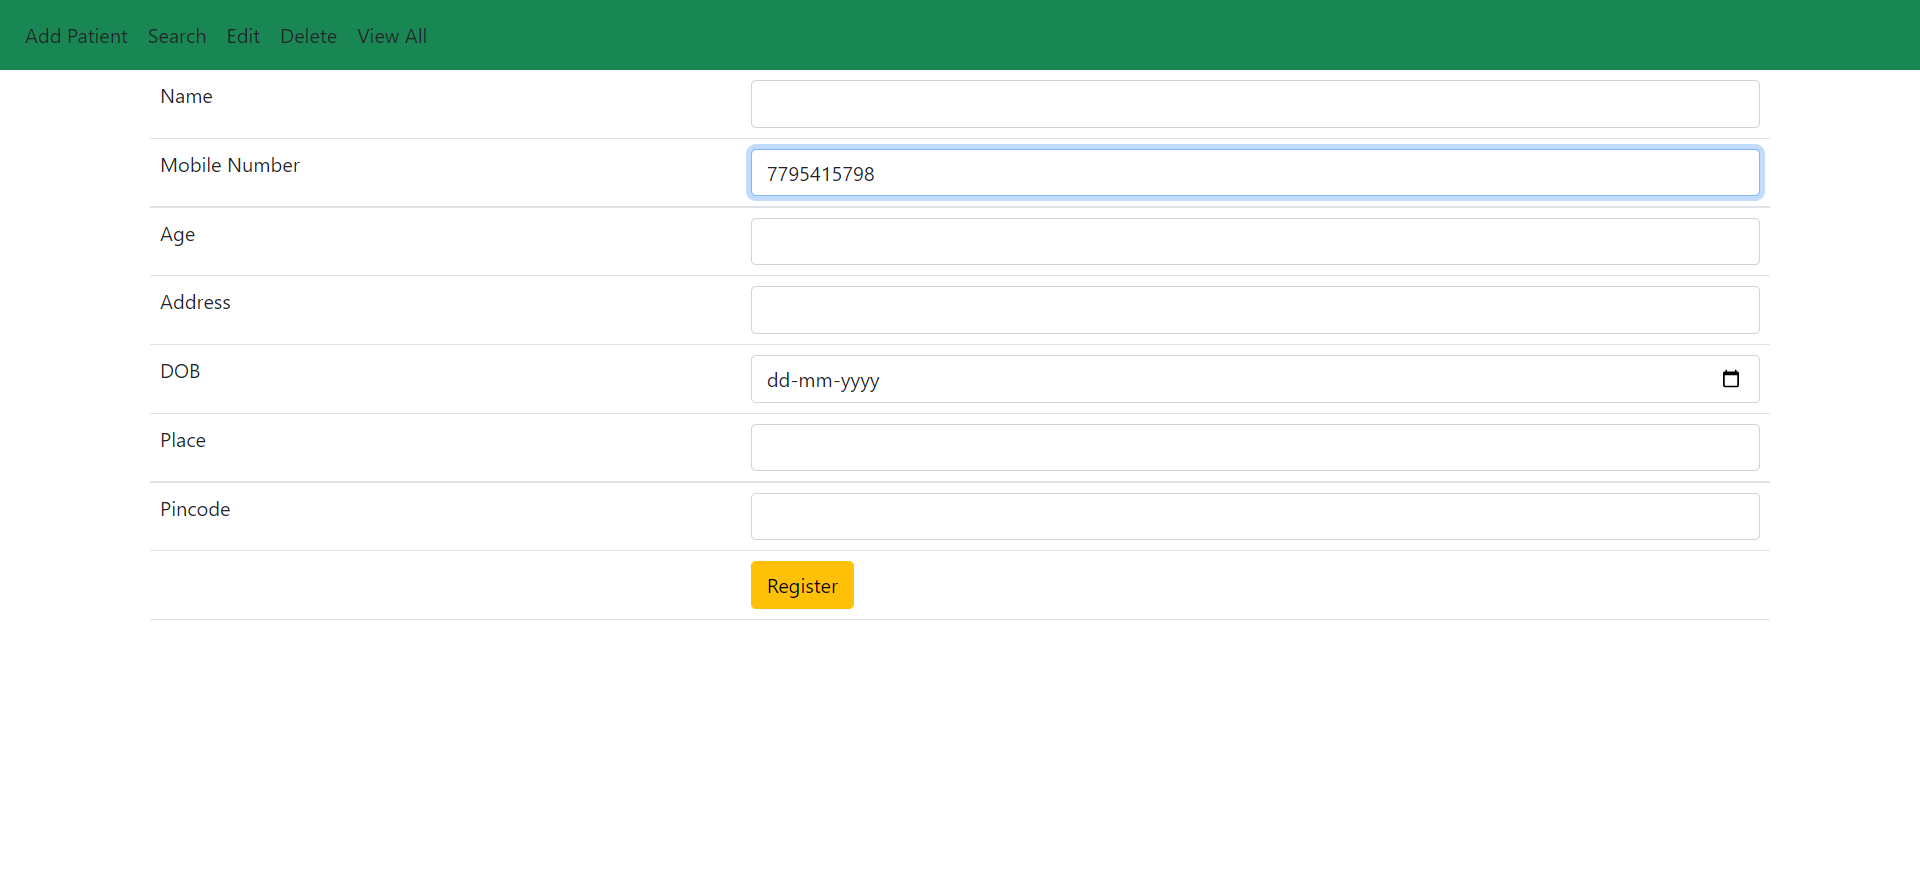 Add Patient Search Edit Delete View All
Name
Mobile Number 7795415798
Age
Address
DOB dd-mm-yyyy
Place
Pincode
Register